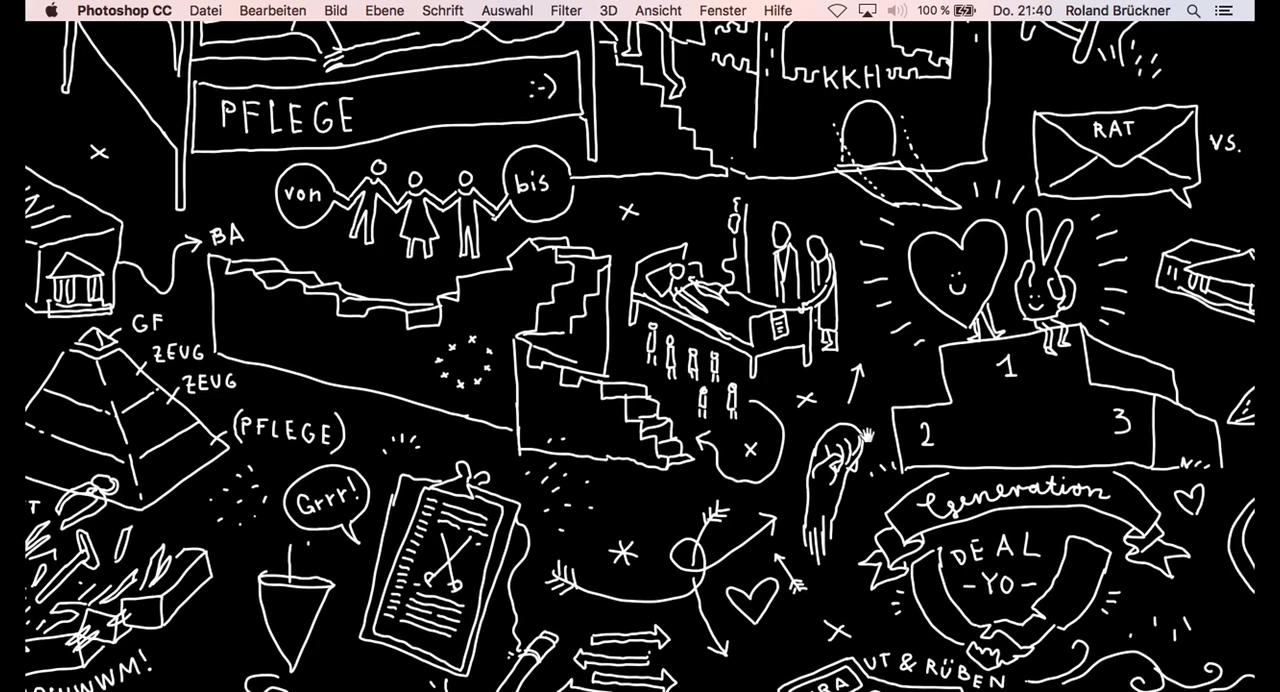 Photoshop CC Datei Bearbeiten Bild Ebene Schrift Auswahl Filter 3D Ansicht Fenster Hilfe 100 % Do. 21:40 Roland Brückner
KKH
PFLEGE :-)
RAT
VS.
von
bis
BA
GF
ZEUG
ZEUG
(PFLEGE)
1
2
3
Grrr!
Generation
DEAL
-YO-
UT & RÜBEN